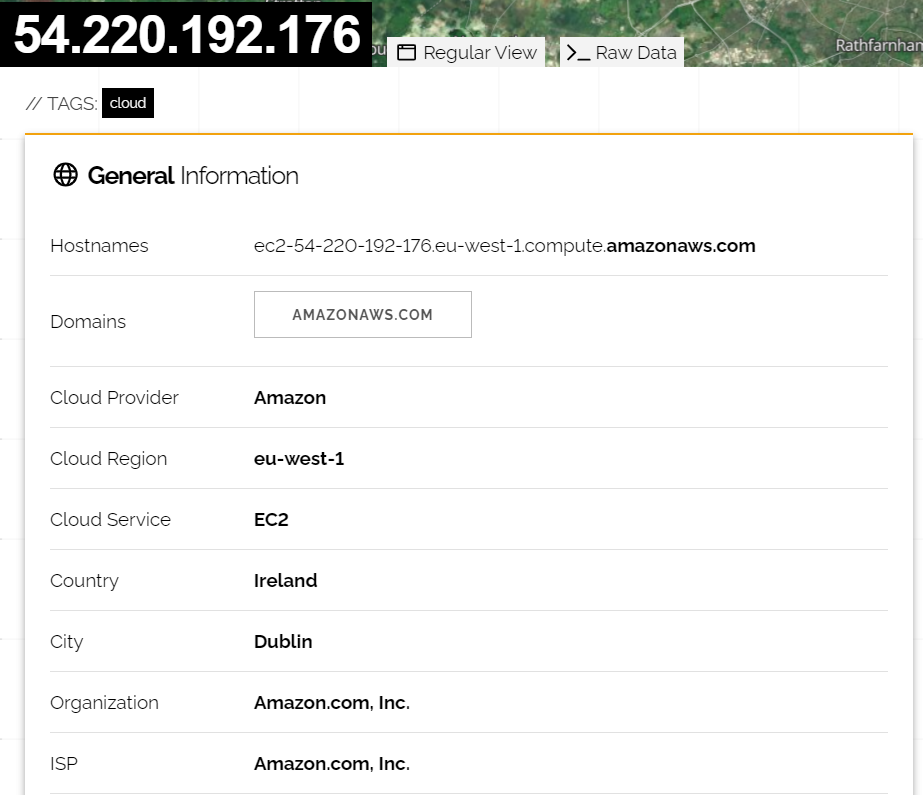 54.220.192.176
Regular View
Raw Data
Rathfarnham
// TAGS: cloud
General Information
Hostnames ec2-54-220-192-176.eu-west-1.compute.amazonaws.com
Domains AMAZONAWS.COM
Cloud Provider Amazon
Cloud Region eu-west-1
Cloud Service EC2
Country Ireland
City Dublin
Organization Amazon.com, Inc.
ISP Amazon.com, Inc.